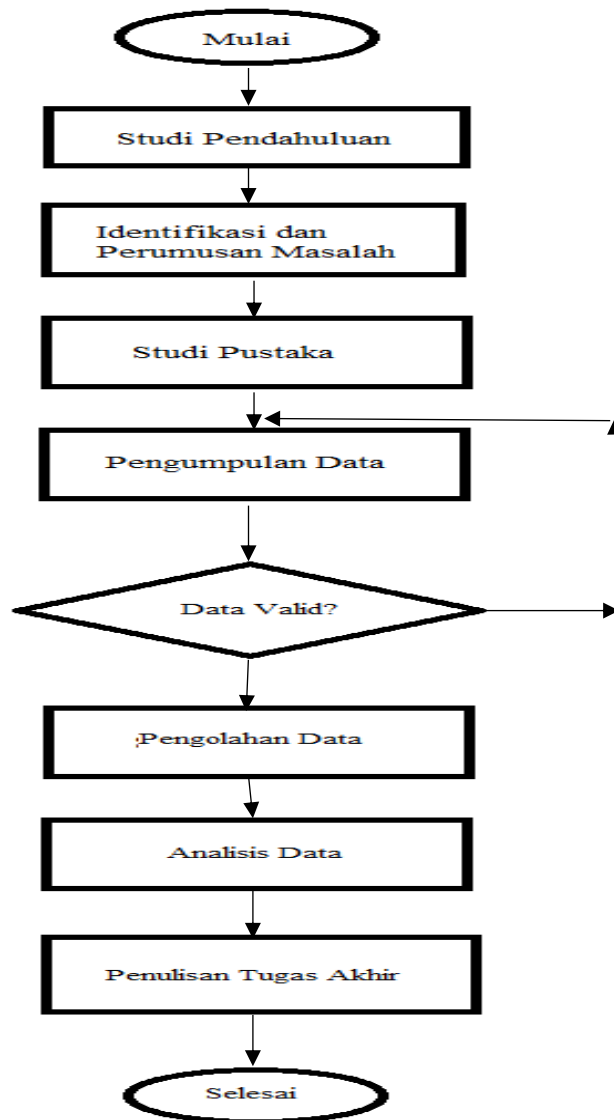 Mulai
Studi Pendahuluan
Identifikasi dan
Perumusan Masalah
Studi Pustaka
Pengumpulan Data
Data Valid?
Pengolahan Data
Analisis Data
Penulisan Tugas Akhir
Selesai